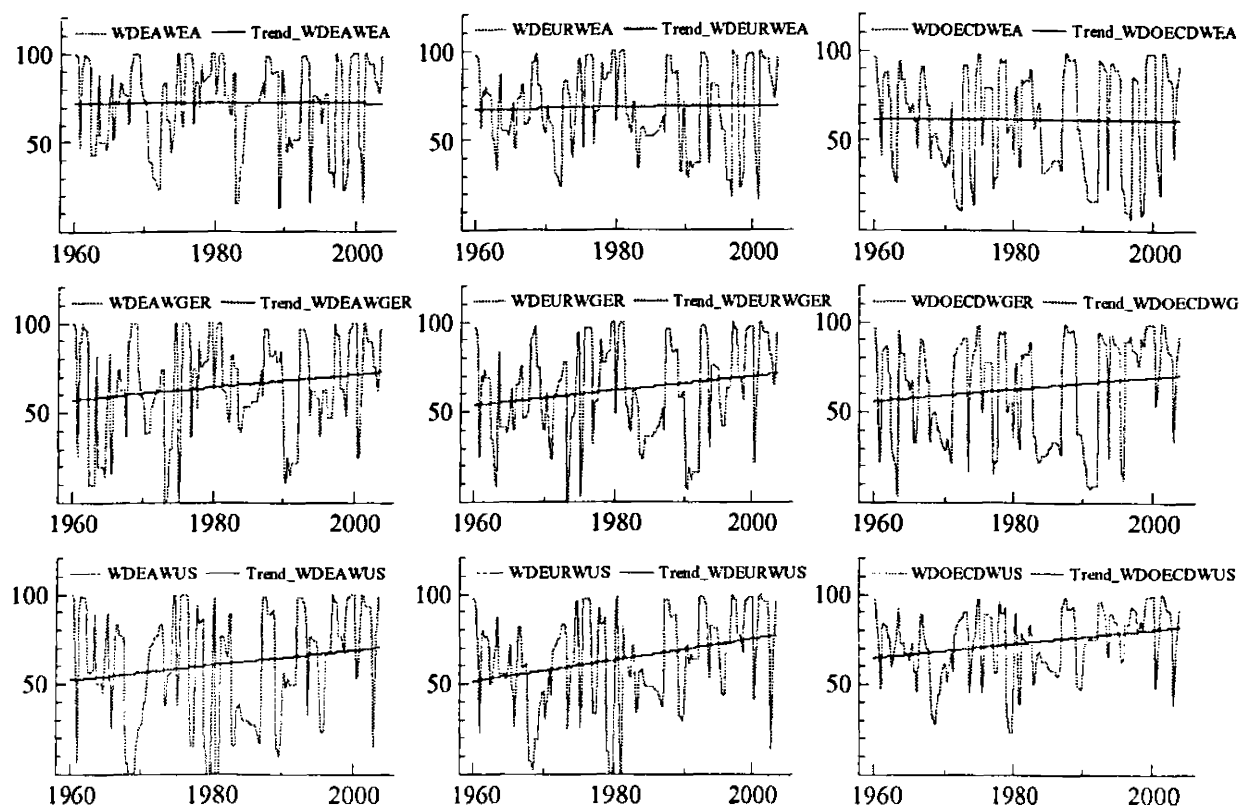 WDEAWEA Trend_WDEAWEA WDEURWEA Trend_WDEURWEA WDOECDWEA Trend_WDOECDWEA
100 100 100
50 50 50
1960 1980 2000 1960 1980 2000 1960 1980 2000
WDEAWGER Trend_WDEAWGER WDEURWGER Trend_WDEURWGER WDOECDWGER Trend_WDOECDWG
100 100 100
50 50 50
1960 1980 2000 1960 1980 2000 1960 1980 2000
WDEAWUS Trend_WDEAWUS WDEURWUS Trend_WDEURWUS WDOECDWUS Trend_WDOECDWUS
100 100 100
50 50 50
1960 1980 2000 1960 1980 2000 1960 1980 2000